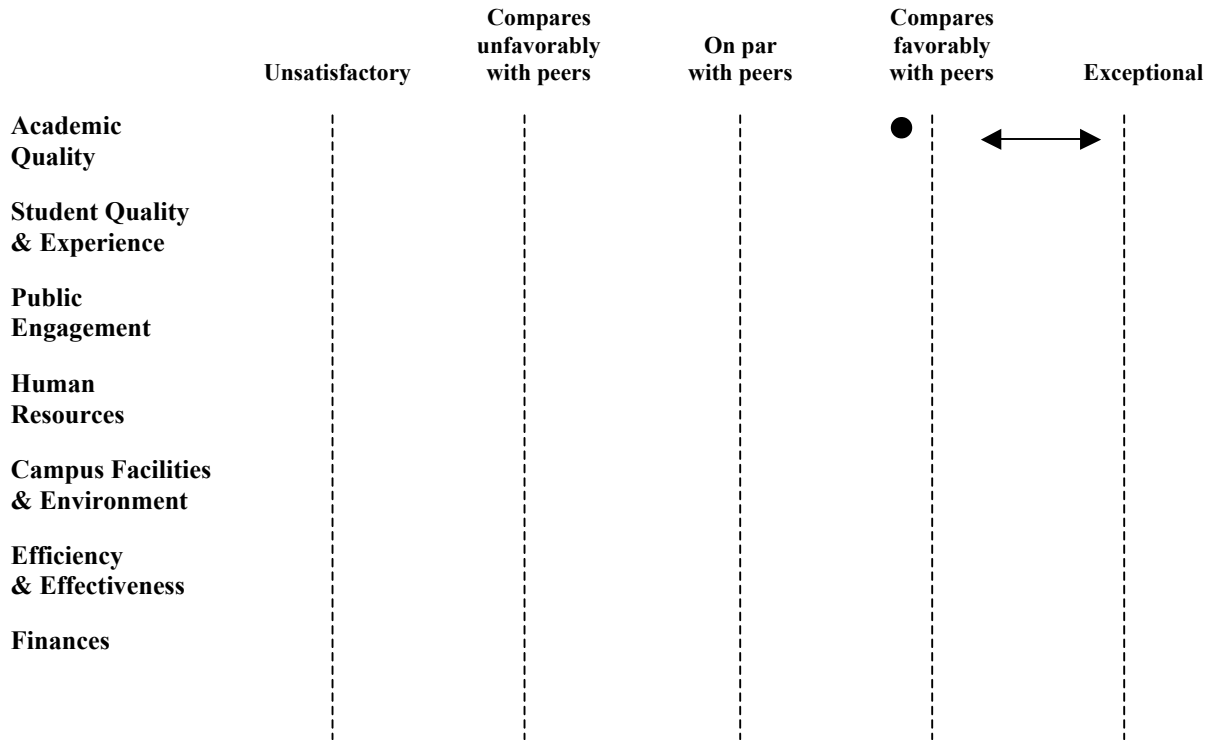 Unsatisfactory
Compares
unfavorably
with peers
On par
with peers
Compares
favorably
with peers
Exceptional
Academic
Quality
Student Quality
& Experience
Public
Engagement
Human
Resources
Campus Facilities
& Environment
Efficiency
& Effectiveness
Finances